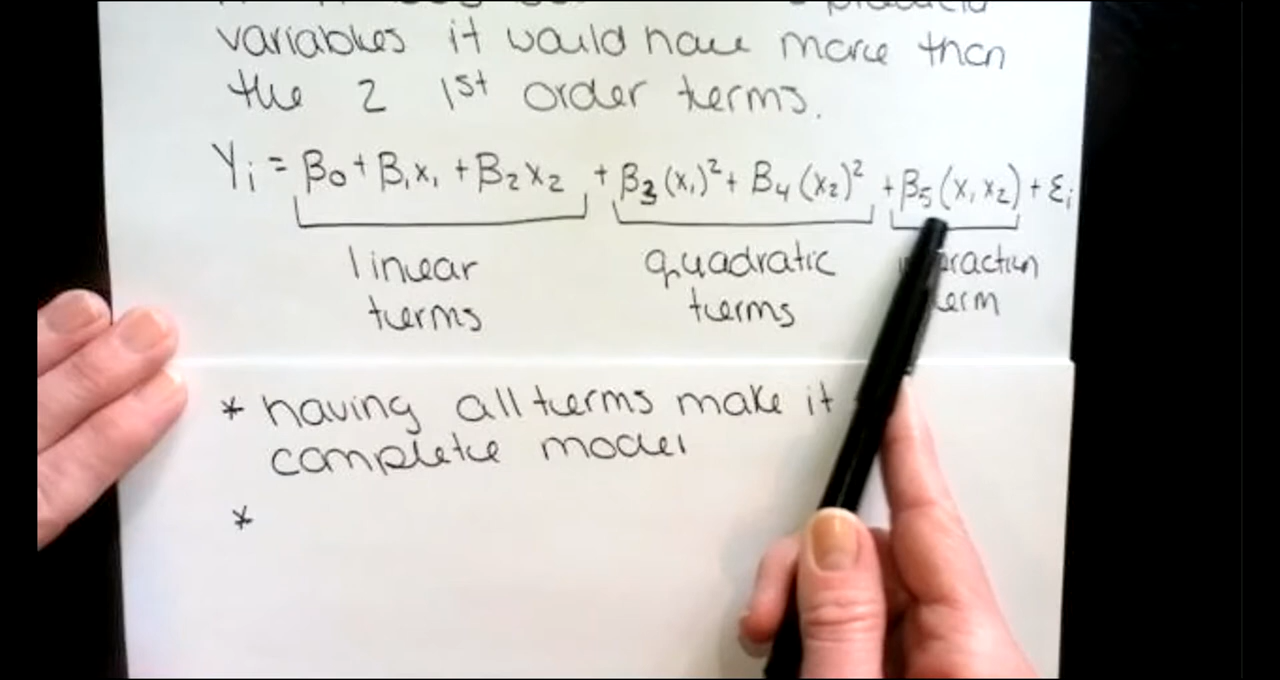 variables it would have more than
the 2 1st order terms.
Yi = β0 + β1x1 + β2x2 + β3(x1)² + β4(x2)² + β5(x1x2) + εi
linear quadratic
terms terms term
* having all terms make it
complete model
*